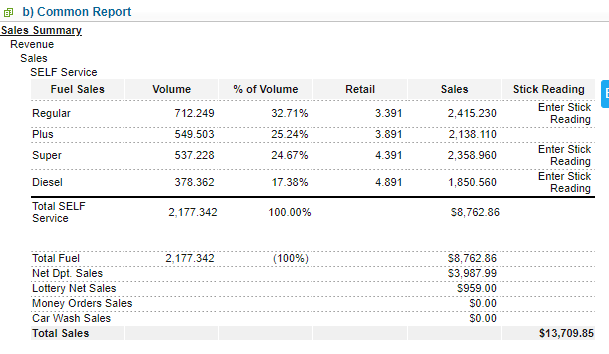 b) Common Report
Sales Summary
Revenue
Sales
SELF Service
Fuel Sales Volume % of Volume Retail Sales Stick Reading
Regular 712.249 32.71% 3.391 2,415.230 Enter Stick Reading
Plus 549.503 25.24% 3.891 2,138.110
Super 537.228 24.67% 4.391 2,358.960 Enter Stick Reading
Diesel 378.362 17.38% 4.891 1,850.560 Enter Stick Reading
Total SELF Service 2,177.342 100.00% $8,762.86
Total Fuel 2,177.342 (100%) $8,762.86
Net Dpt. Sales $3,987.99
Lottery Net Sales $959.00
Money Orders Sales $0.00
Car Wash Sales $0.00
Total Sales $13,709.85